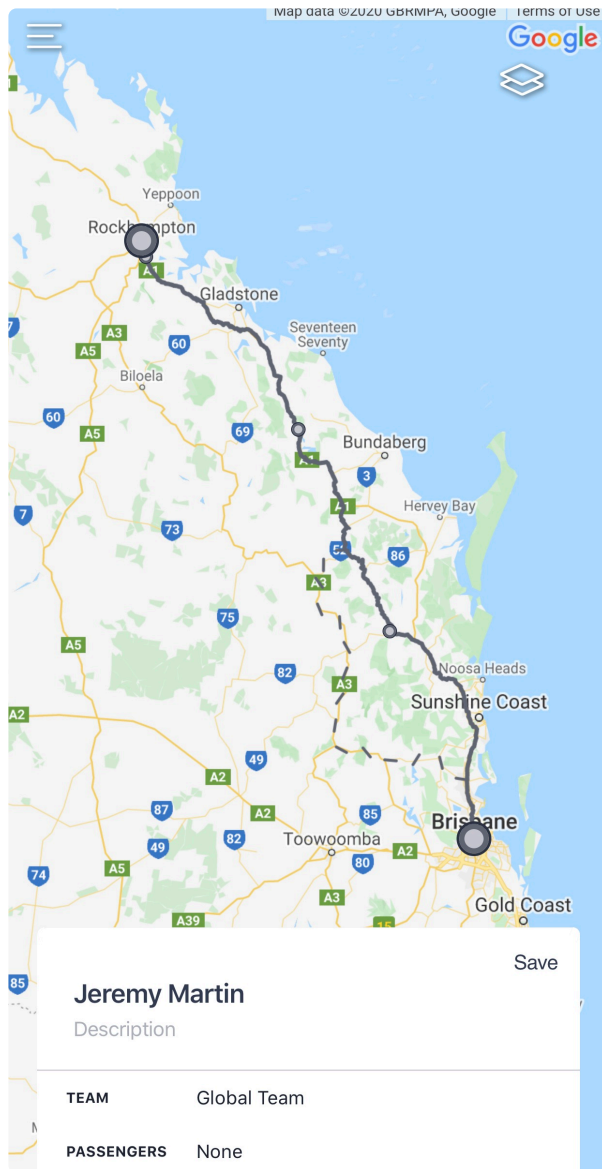 Map data ©2020 GBRMPA, Google Terms of Use
Google
Yeppoon
Rockhampton
A1
Gladstone
7
A3
A5
60
Seventeen
Seventy
Biloela
60
A5
69
Bundaberg
A1
3
7
A1
Hervey Bay
73
52
86
A3
75
A5
82
Noosa Heads
A3
Sunshine Coast
A2
49
A2
87
A2
85
Brisbane
49
82
Toowoomba
A2
80
A5
74
A3
Gold Coast
A39
15
85
Save
Jeremy Martin
Description
TEAM Global Team
PASSENGERS None